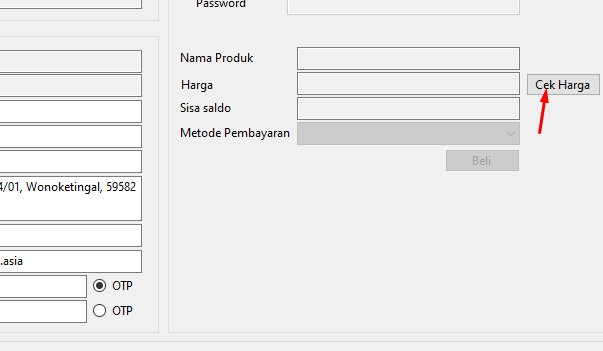 Password
Nama Produk
Harga
Cek Harga
Sisa saldo
Metode Pembayaran
Beli
4/01, Wonoketingal, 59582
.asia
OTP
OTP